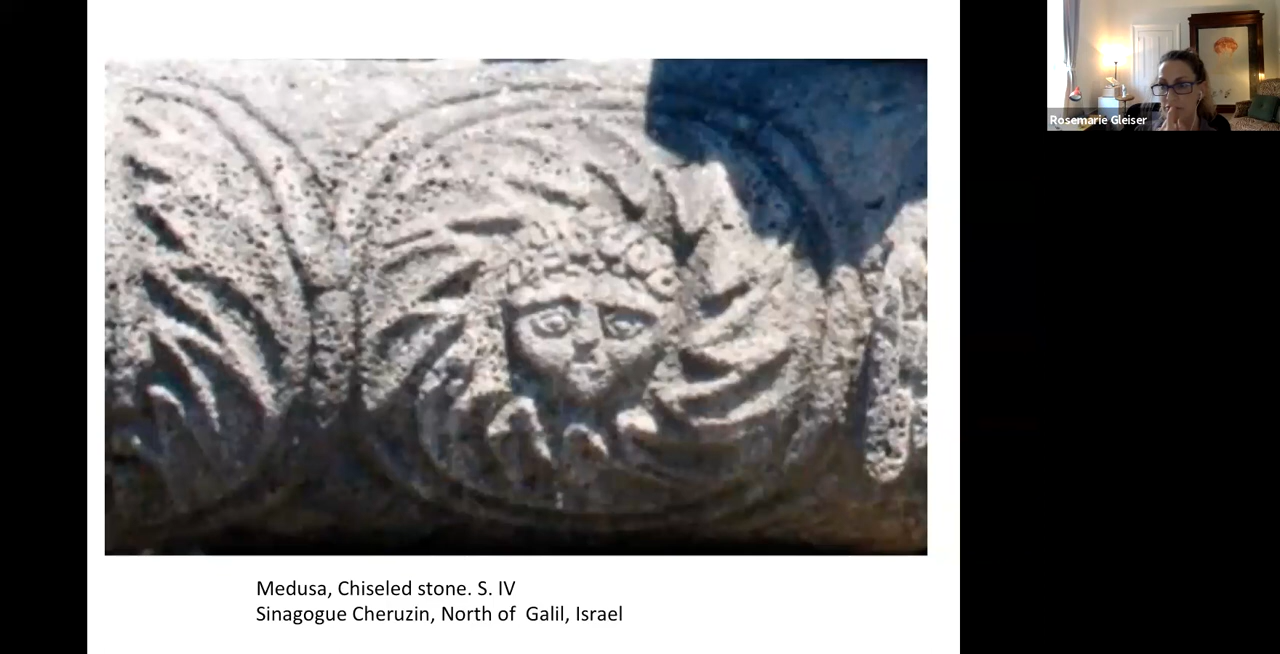 Rosemarie Gleiser
Medusa, Chiseled stone. S. IV
Sinagogue Cheruzin, North of Galil, Israel